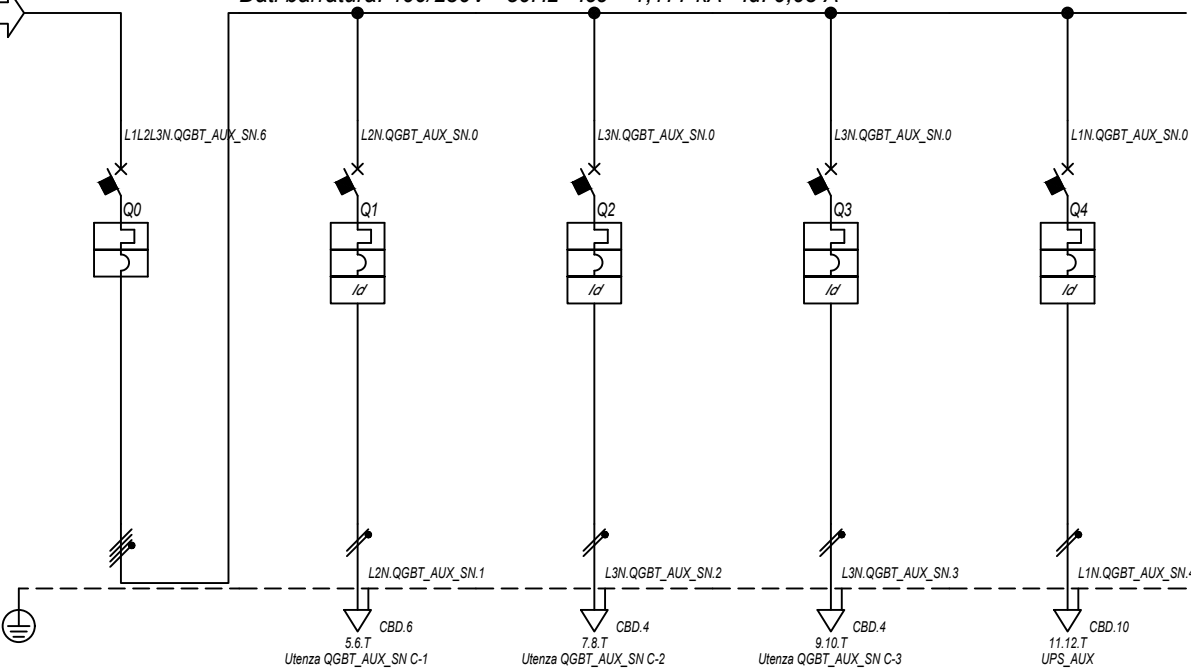 L1L2L3N.QGBT_AUX_SN.6
L2N.QGBT_AUX_SN.0
L3N.QGBT_AUX_SN.0
L3N.QGBT_AUX_SN.0
L1N.QGBT_AUX_SN.0
Q0
Q1
Q2
Q3
Q4
Id
Id
Id
Id
L2N.QGBT_AUX_SN.1
L3N.QGBT_AUX_SN.2
L3N.QGBT_AUX_SN.3
L1N.QGBT_AUX_SN.4
CBD.6
CBD.4
CBD.4
CBD.10
5.6.T
7.8.T
9.10.T
11.12.T
Utenza QGBT_AUX_SN C-1
Utenza QGBT_AUX_SN C-2
Utenza QGBT_AUX_SN C-3
UPS_AUX